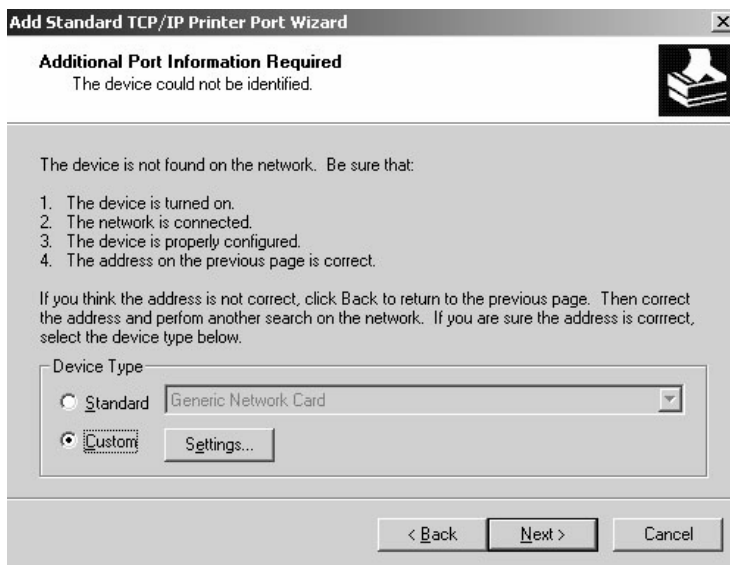 Add Standard TCP/IP Printer Port Wizard
Additional Port Information Required
The device could not be identified.
The device is not found on the network. Be sure that:
1. The device is turned on.
2. The network is connected.
3. The device is properly configured.
4. The address on the previous page is correct.
If you think the address is not correct, click Back to return to the previous page. Then correct
the address and perfom another search on the network. If you are sure the address is corrrect,
select the device type below.
Device Type
Standard Generic Network Card
Custom Settings...
< Back Next > Cancel